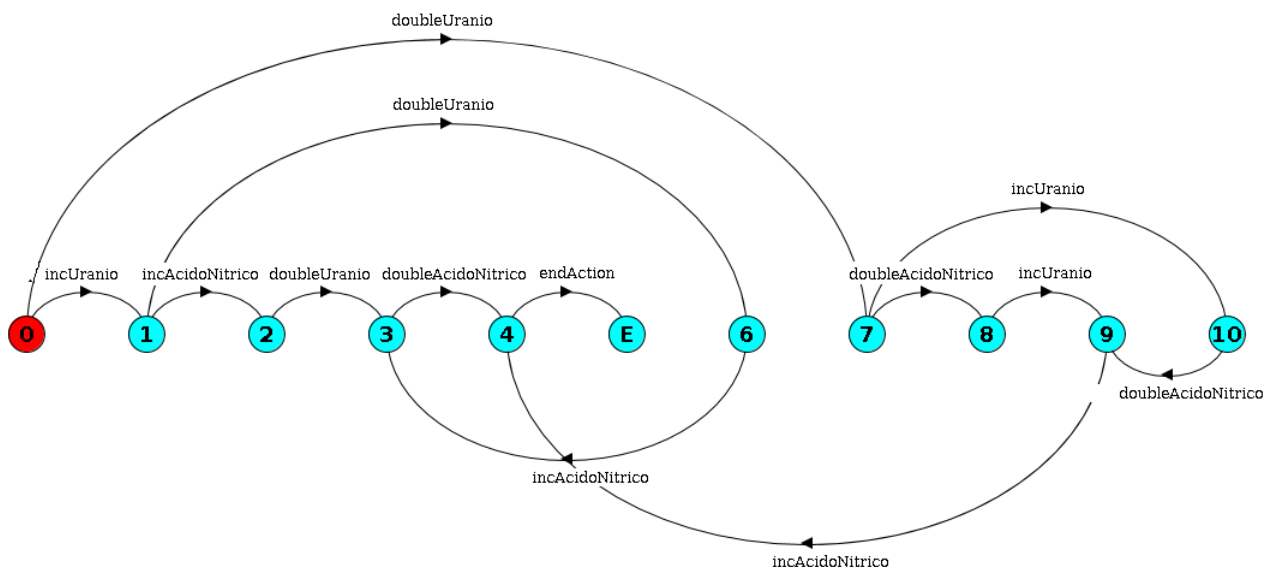 doubleUranio
doubleUranio
incUranio
incUranio incAcidoNitrico doubleUranio doubleAcidoNitrico endAction doubleAcidoNitrico incUranio
0 1 2 3 4 E 6 7 8 9 10
doubleAcidoNitrico
incAcidoNitrico
incAcidoNitrico